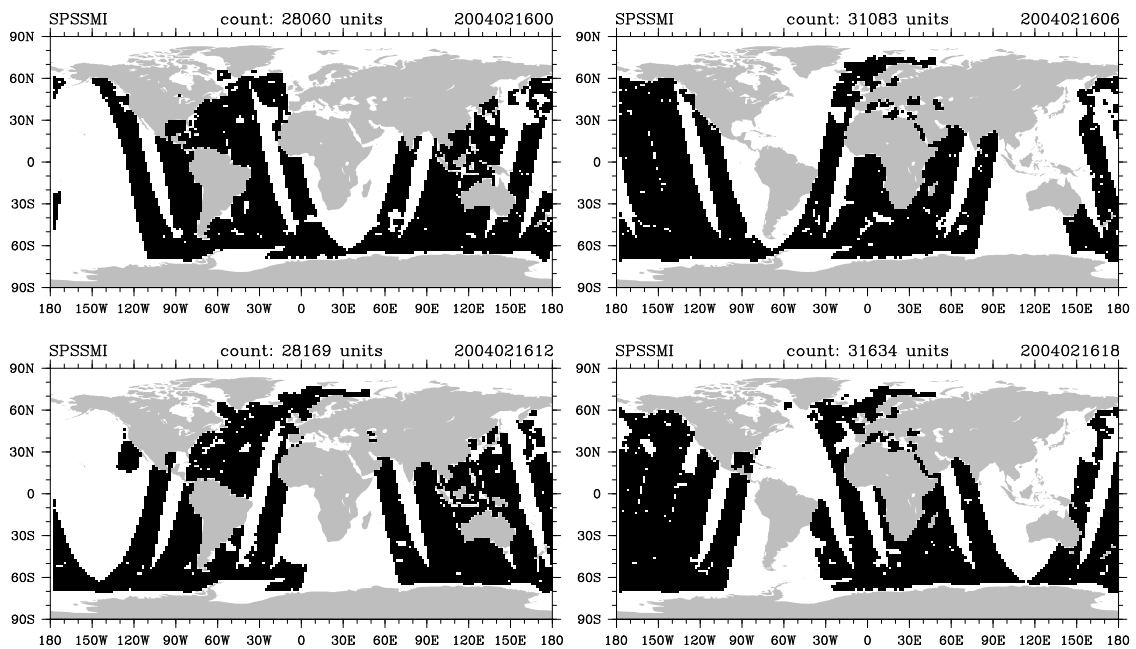 SPSSMI count: 28060 units 2004021600
90N
60N
30N
0
30S
60S
90S
180 150W 120W 90W 60W 30W 0 30E 60E 90E 120E 150E 180
SPSSMI count: 31083 units 2004021606
90N
60N
30N
0
30S
60S
90S
180 150W 120W 90W 60W 30W 0 30E 60E 90E 120E 150E 180
SPSSMI count: 28169 units 2004021612
90N
60N
30N
0
30S
60S
90S
180 150W 120W 90W 60W 30W 0 30E 60E 90E 120E 150E 180
SPSSMI count: 31634 units 2004021618
90N
60N
30N
0
30S
60S
90S
180 150W 120W 90W 60W 30W 0 30E 60E 90E 120E 150E 180